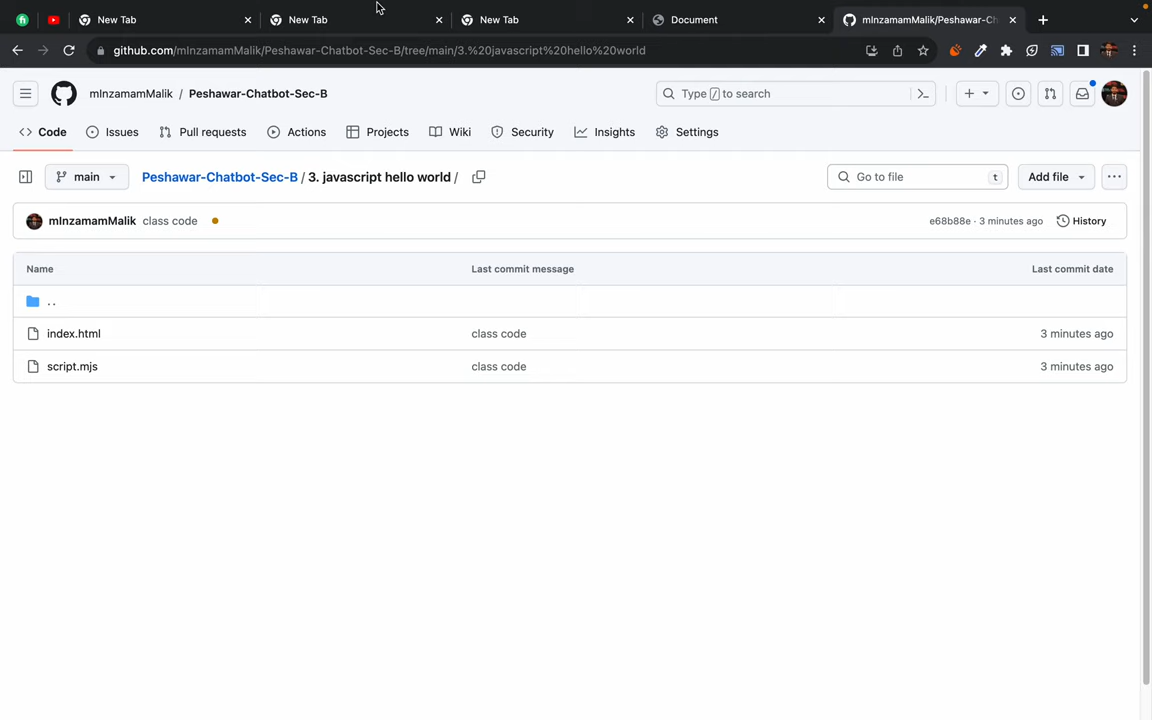 New Tab
New Tab
New Tab
Document
mInzamamMalik/Peshawar-Ch
github.com/mInzamamMalik/Peshawar-Chatbot-Sec-B/tree/main/3.%20javascript%20hello%20world
mInzamamMalik / Peshawar-Chatbot-Sec-B
Type / to search
Code
Issues
Pull requests
Actions
Projects
Wiki
Security
Insights
Settings
main
Peshawar-Chatbot-Sec-B / 3. javascript hello world /
Go to file
t
Add file
mInzamamMalik class code
e68b88e · 3 minutes ago
History
Name Last commit message Last commit date
..
index.html class code 3 minutes ago
script.mjs class code 3 minutes ago